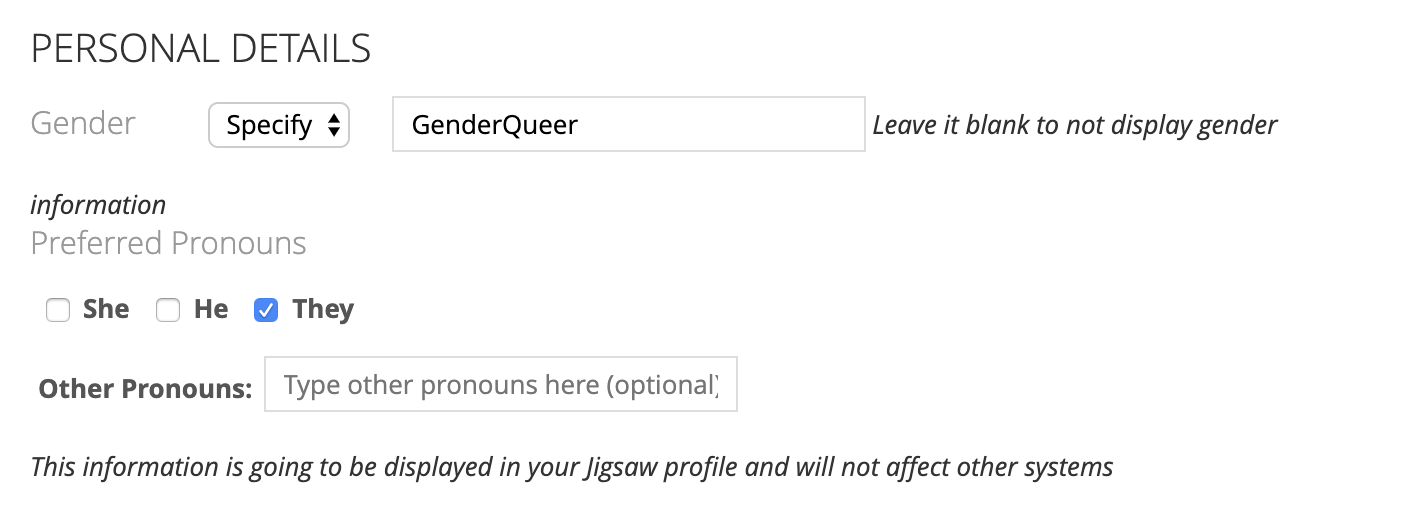 PERSONAL DETAILS
Gender Specify GenderQueer Leave it blank to not display gender
information
Preferred Pronouns
She He They
Other Pronouns: Type other pronouns here (optional)
This information is going to be displayed in your Jigsaw profile and will not affect other systems